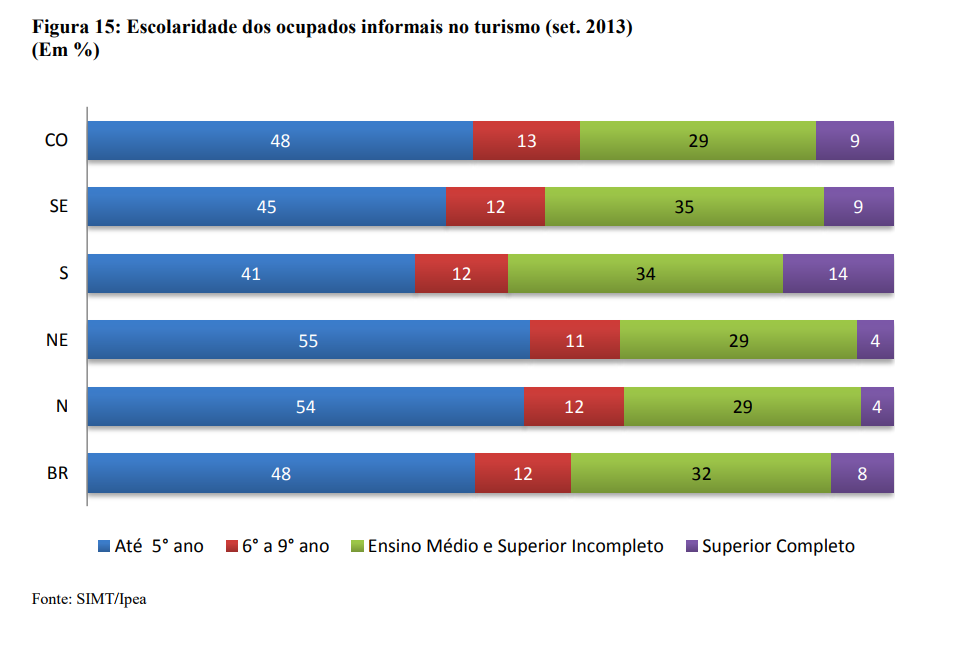 Figura 15: Escolaridade dos ocupados informais no turismo (set. 2013)
(Em %)
CO 48 13 29 9
SE 45 12 35 9
S 41 12 34 14
NE 55 11 29 4
N 54 12 29 4
BR 48 12 32 8
Até 5° ano 6° a 9° ano Ensino Médio e Superior Incompleto Superior Completo
Fonte: SIMT/Ipea